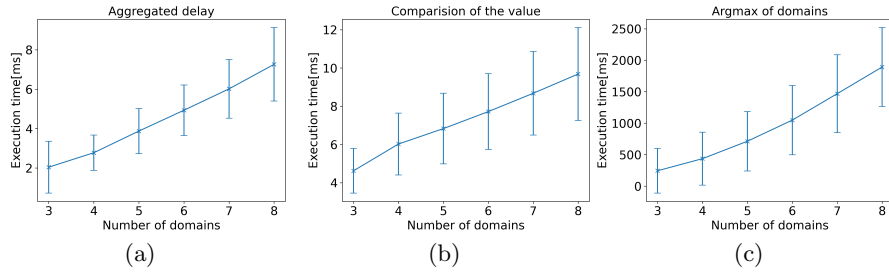 Aggregated delay
Execution time[ms]
8
6
4
2
3 4 5 6 7 8
Number of domains
(a)
Comparision of the value
Execution time[ms]
12
10
8
6
4
3 4 5 6 7 8
Number of domains
(b)
Argmax of domains
Execution time[ms]
2500
2000
1500
1000
500
0
3 4 5 6 7 8
Number of domains
(c)